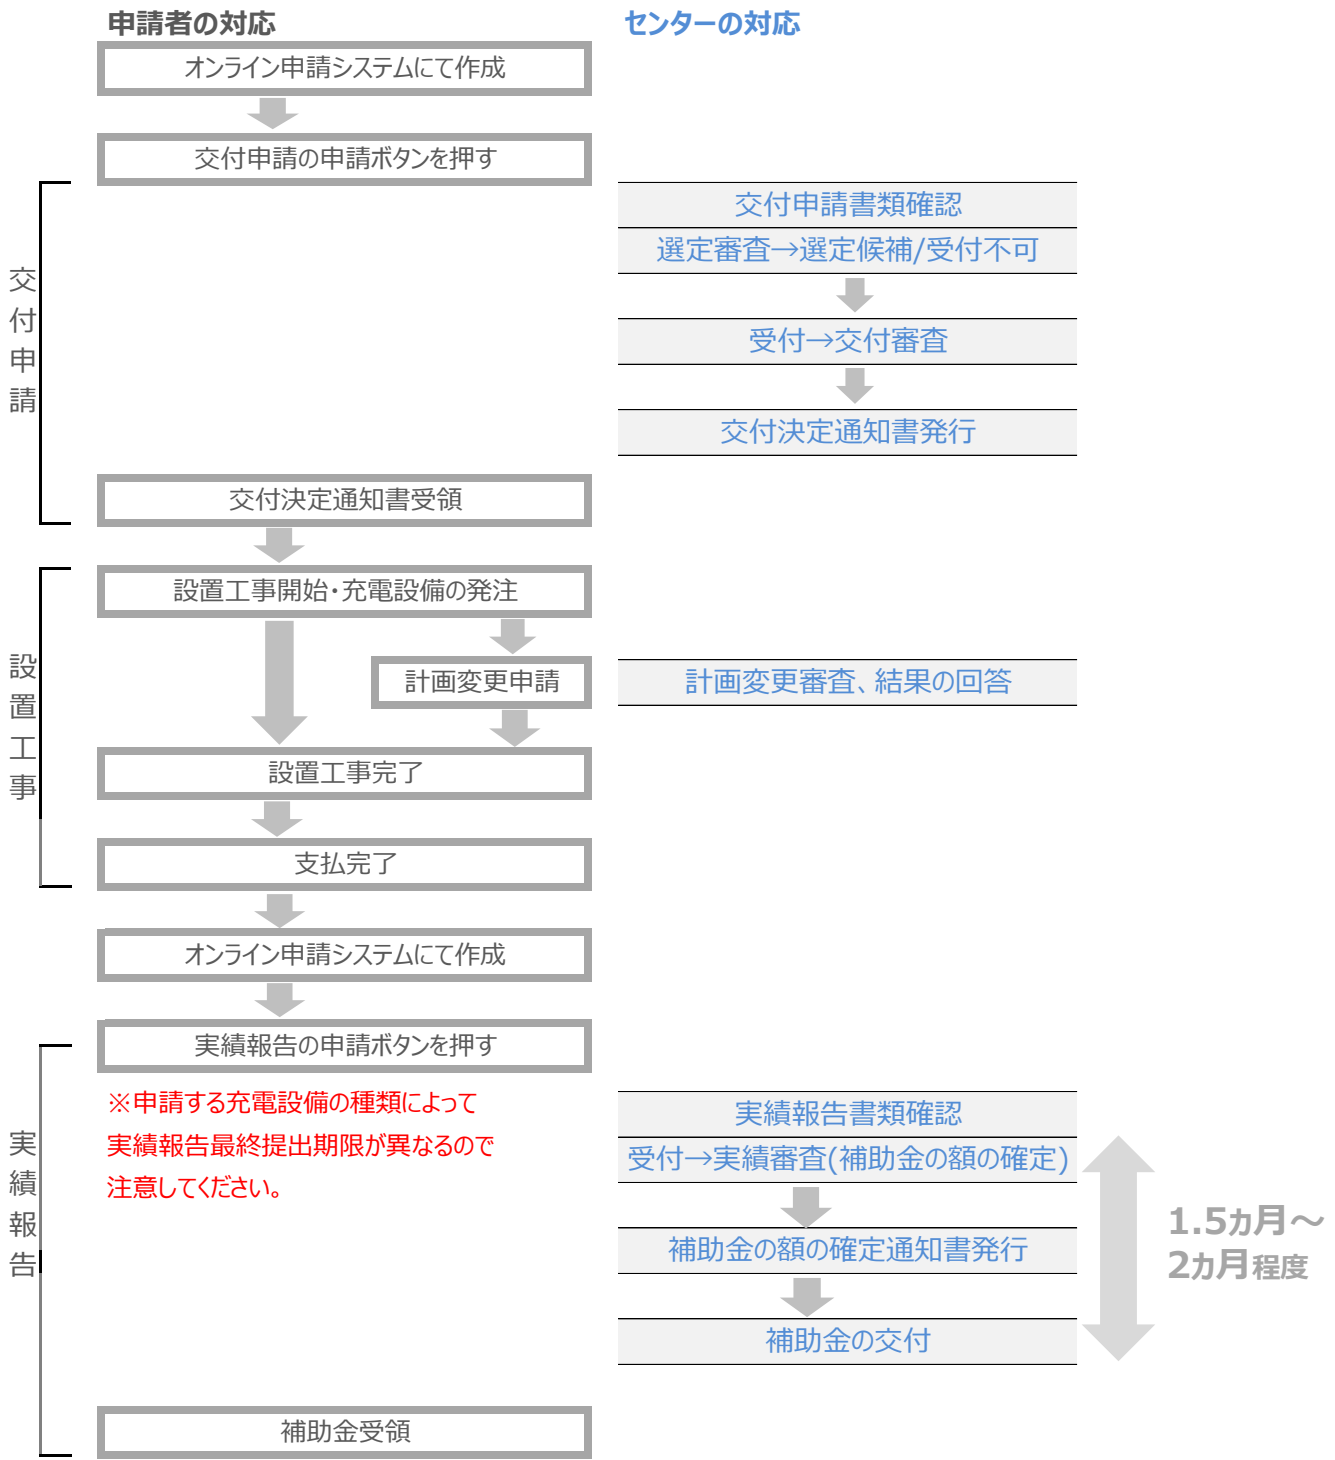 申請者の対応
センターの対応
オンライン申請システムにて作成
交付申請の申請ボタンを押す
交付申請
交付申請書類確認
選定審査→選定候補/受付不可
受付→交付審査
交付決定通知書発行
交付決定通知書受領
設置工事
設置工事開始・充電設備の発注
計画変更申請
計画変更審査、結果の回答
設置工事完了
支払完了
オンライン申請システムにて作成
実績報告
実績報告の申請ボタンを押す
※申請する充電設備の種類によって
実績報告最終提出期限が異なるので
注意してください。
実績報告書類確認
受付→実績審査(補助金の額の確定)
補助金の額の確定通知書発行
補助金の交付
1.5ヵ月～
2カ月程度
補助金受領